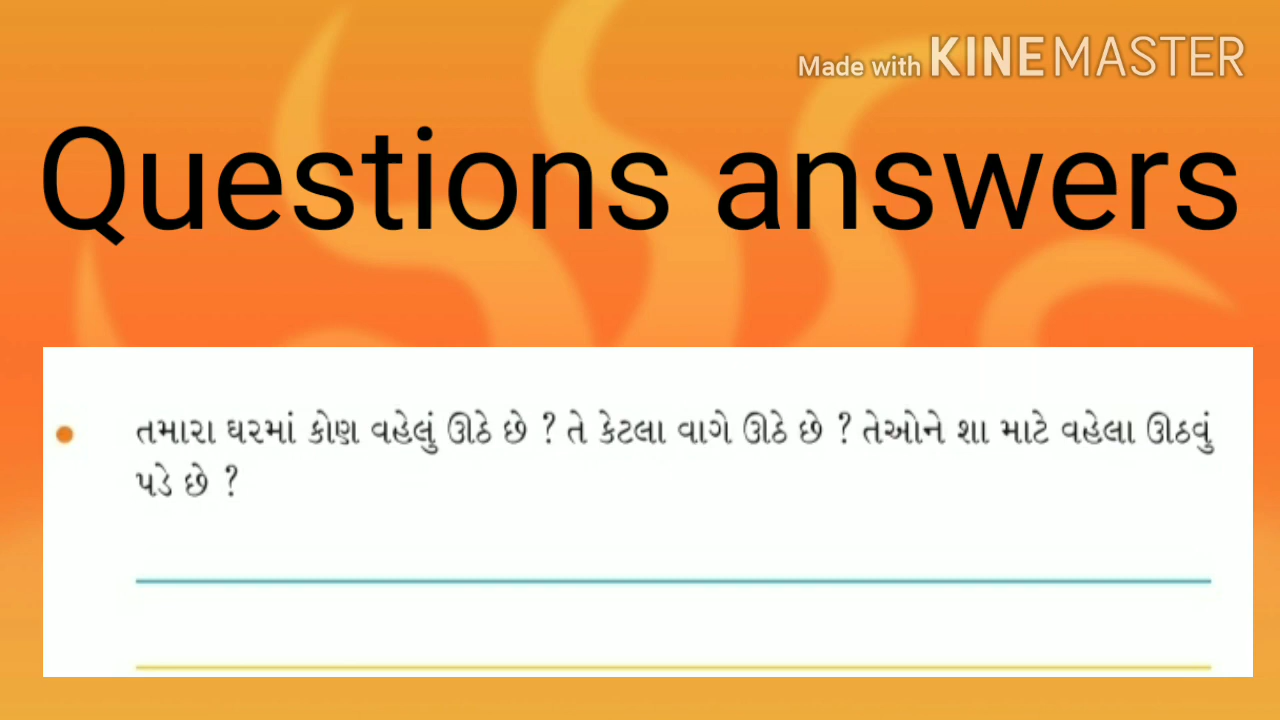 Made with KINEMASTER
Questions answers
તમારા ઘરમાં કોણ વહેલું ઊઠે છે ? તે કેટલા વાગે ઊઠે છે ? તેઓને શા માટે વહેલા ઊઠવું
પડે છે ?